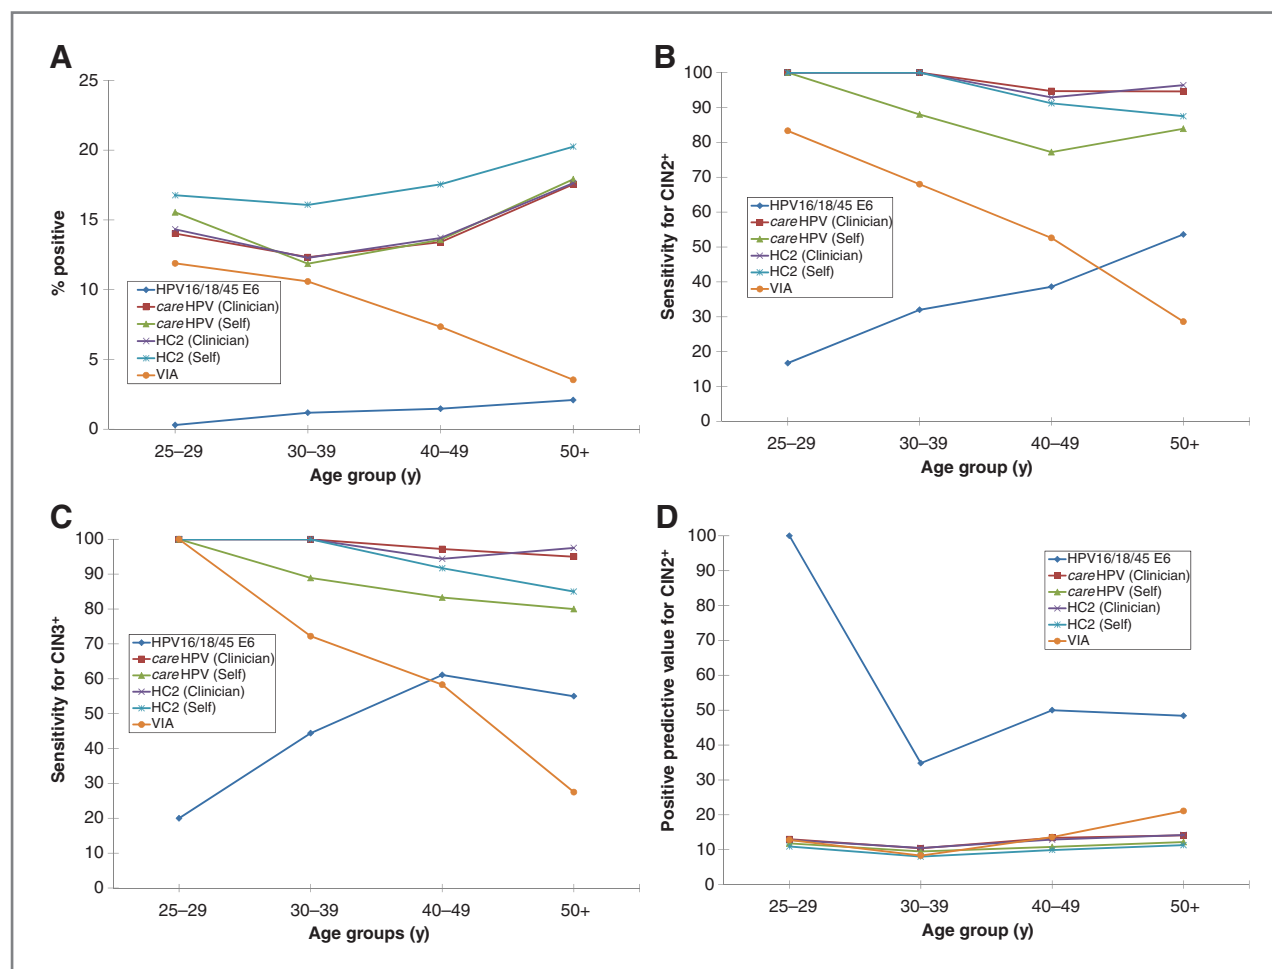 A
% positive
25
20
15
10
5
0
HPV16/18/45 E6
careHPV (Clinician)
careHPV (Self)
HC2 (Clinician)
HC2 (Self)
VIA
25–29
30–39
40–49
50+
Age group (y)
B
Sensitivity for CIN2+
100
90
80
70
60
50
40
30
20
10
0
HPV16/18/45 E6
careHPV (Clinician)
careHPV (Self)
HC2 (Clinician)
HC2 (Self)
VIA
25–29
30–39
40–49
50+
Age group (y)
C
Sensitivity for CIN3+
100
90
80
70
60
50
40
30
20
10
0
HPV16/18/45 E6
careHPV (Clinician)
careHPV (Self)
HC2 (Clinician)
HC2 (Self)
VIA
25–29
30–39
40–49
50+
Age groups (y)
D
Positive predictive value for CIN2+
100
90
80
70
60
50
40
30
20
10
0
HPV16/18/45 E6
careHPV (Clinician)
careHPV (Self)
HC2 (Clinician)
HC2 (Self)
VIA
25–29
30–39
40–49
50+
Age group (y)